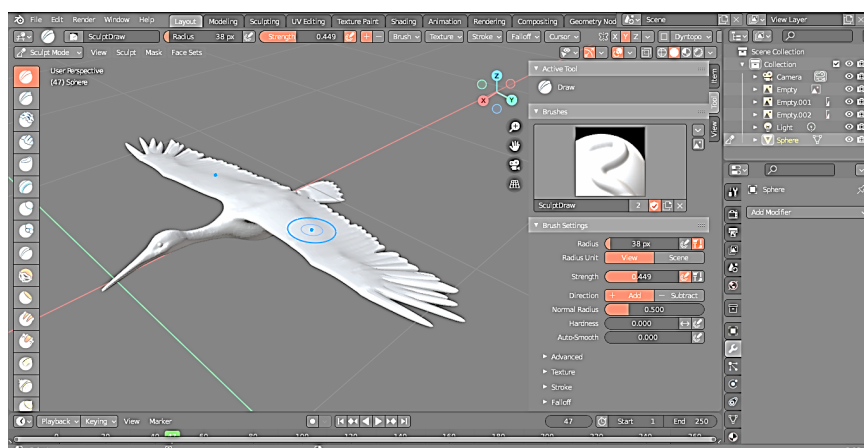 File Edit Render Window Help Layout Modeling Sculpting UV Editing Texture Paint Shading Animation Rendering Compositing Geometry Nod Scene View Layer
SculptDraw Radius 38 px Strength 0.449 Brush Texture Stroke Falloff Cursor X Y Z Dyntopo
Sculpt Mode View Sculpt Mask Face Sets
User Perspective
(47) Sphere
Z
X
Y
Active Tool
Draw
Brushes
SculptDraw 2
Brush Settings
Radius 38 px
Radius Unit View Scene
Strength 0.449
Direction + Add − Subtract
Normal Radius 0.500
Hardness 0.000
Auto-Smooth 0.000
Advanced
Texture
Stroke
Falloff
Item
Tool
View
Scene Collection
Collection
Camera
Empty
Empty.001
Empty.002
Light
Sphere
Sphere
Add Modifier
Playback Keying View Marker 47 Start 1 End 250